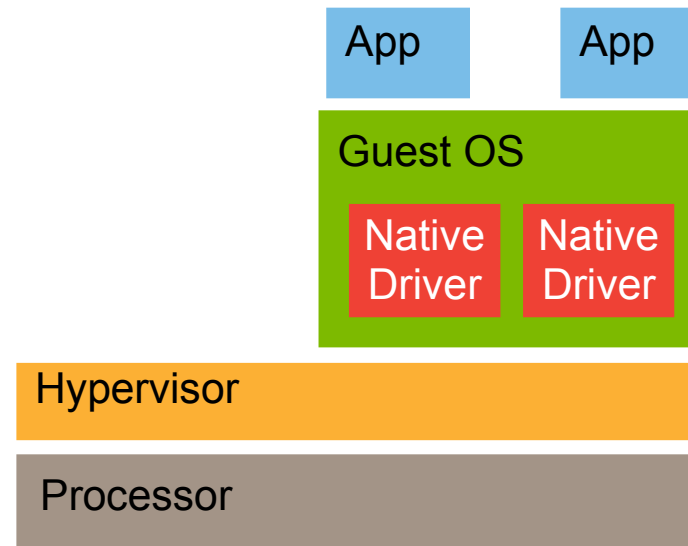 App App
Guest OS
Native Native
Driver Driver
Hypervisor
Processor